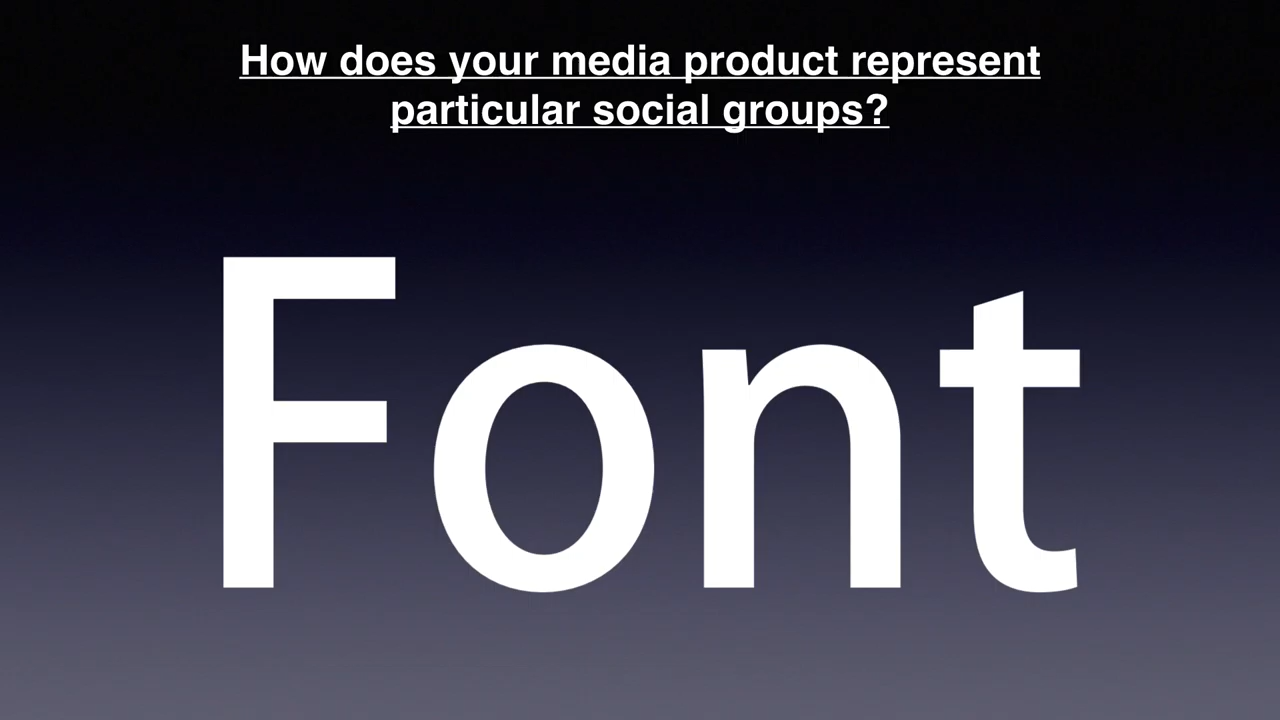 How does your media product represent
particular social groups?
Font